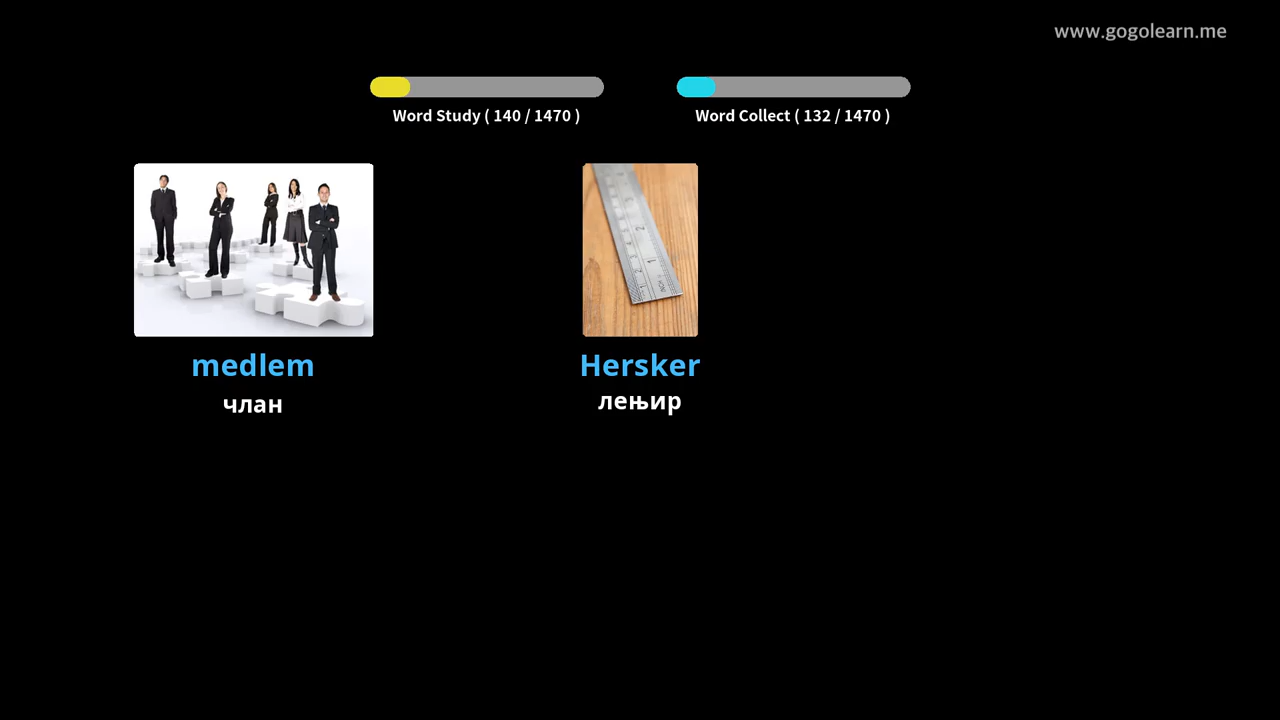 www.gogolearn.me
Word Study ( 140 / 1470 )
Word Collect ( 132 / 1470 )
medlem
члан
Hersker
лењир